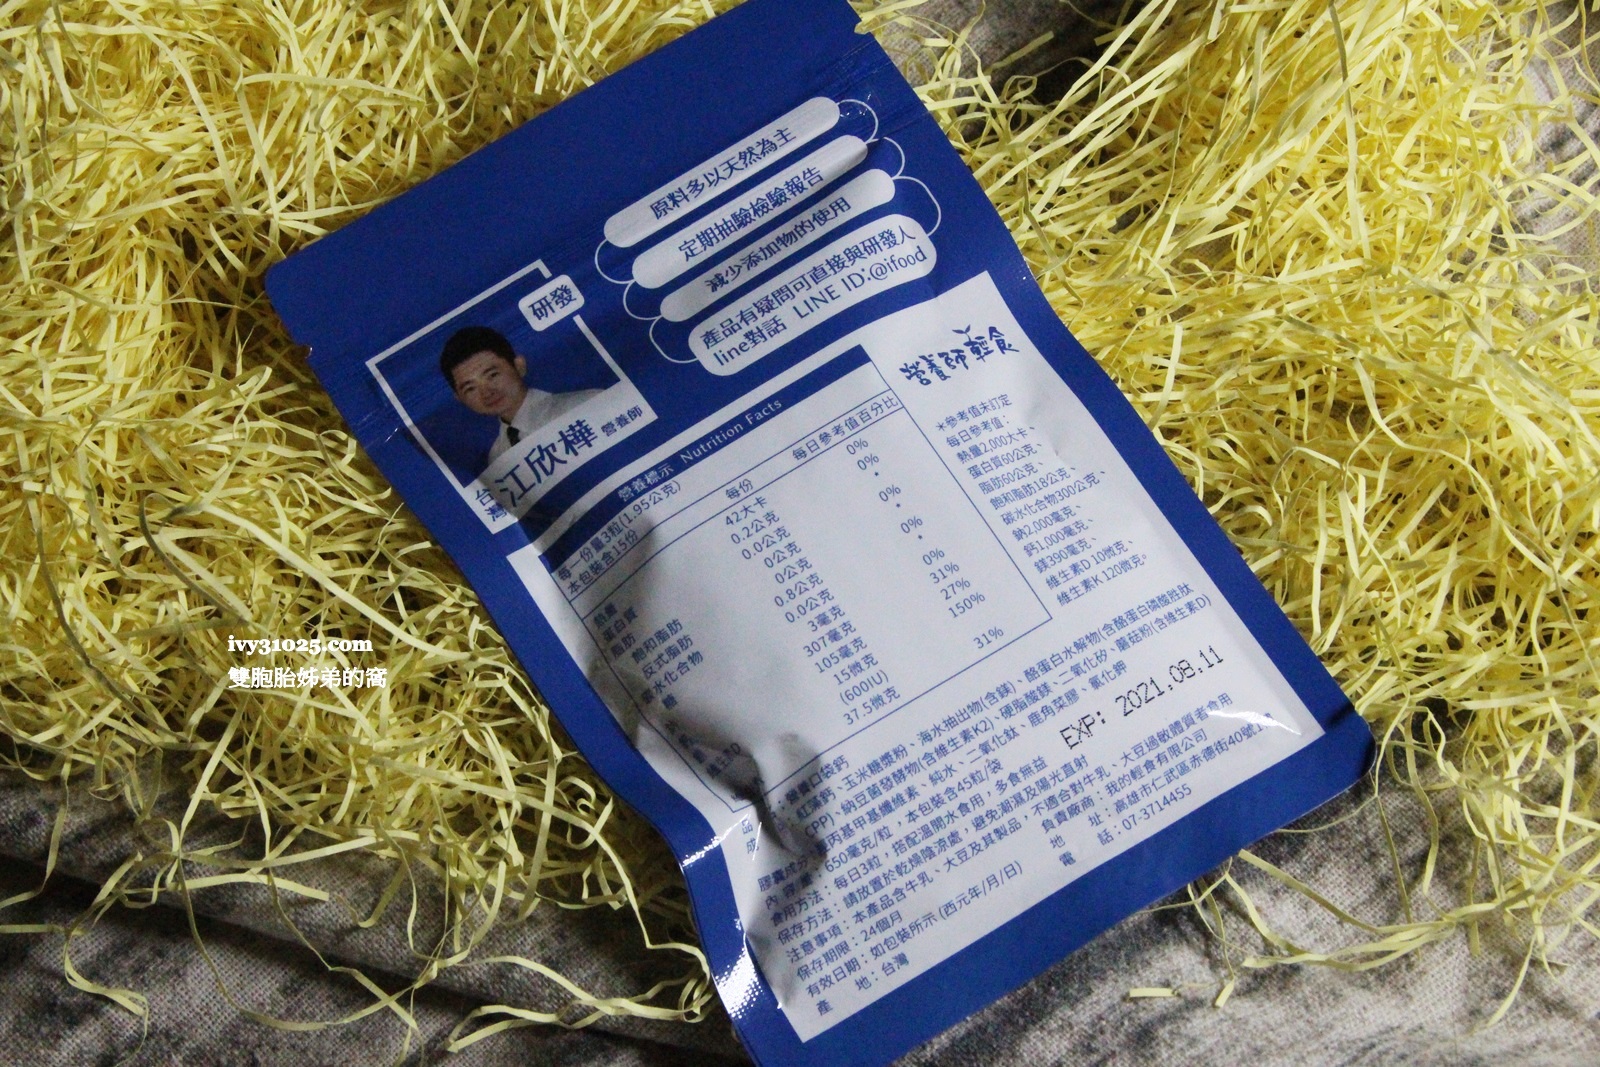 原料多以天然為主
定期抽驗檢驗報告
減少添加物的使用
產品有疑問可直接與研發人
line對話 LINE ID:@ifood
研發
台灣
江欣樺 營養師
營養師輕食
營養標示 Nutrition Facts
每一份量3粒(1.95公克)
本包裝含15份
每份 每日參考值百分比
熱量 42大卡 0%
蛋白質 0.2公克 0%
脂肪 0.0公克 *
飽和脂肪 0公克 0%
反式脂肪 0公克
碳水化合物 0.8公克 0%
糖 0.0公克 *
3毫克 0%
307毫克 31%
105毫克 27%
維生素D 15微克 150%
(600IU)
37.5微克 31%
*參考值未訂定
每日參考值：
熱量2,000大卡、
蛋白質60公克、
脂肪60公克、
飽和脂肪18公克、
碳水化合物300公克、
鈉2,000毫克、
鈣1,000毫克、
鎂390毫克、
維生素D 10微克、
維生素K 120微克。
口袋鈣
紅藻鈣、玉米糖漿粉、海水抽出物(含鎂)、酪蛋白水解物(含酪蛋白磷酸胜肽
CPP)、納豆菌發酵物(含維生素K2)、硬脂酸鎂、二氧化矽、蘑菇粉(含維生素D)
膠囊成分 丙基甲基纖維素、純水、二氧化鈦、鹿角菜膠、氯化鉀
內容量：650毫克/粒，本包裝含45粒/袋
EXP: 2021.08.11
食用方法：每日3粒，搭配溫開水食用，多食無益
保存方法：請放置於乾燥陰涼處，避免潮濕及陽光直射
注意事項：本產品含牛乳、大豆及其製品，不適合對牛乳、大豆過敏體質者食用
保存期限：24個月
負責廠商：我的輕食有限公司
有效日期：如包裝所示(西元年/月/日)
地 址：高雄市仁武區赤德街40號
產 地：台灣
電 話：07-3714455
ivy31025.com
雙胞胎姊弟的窩